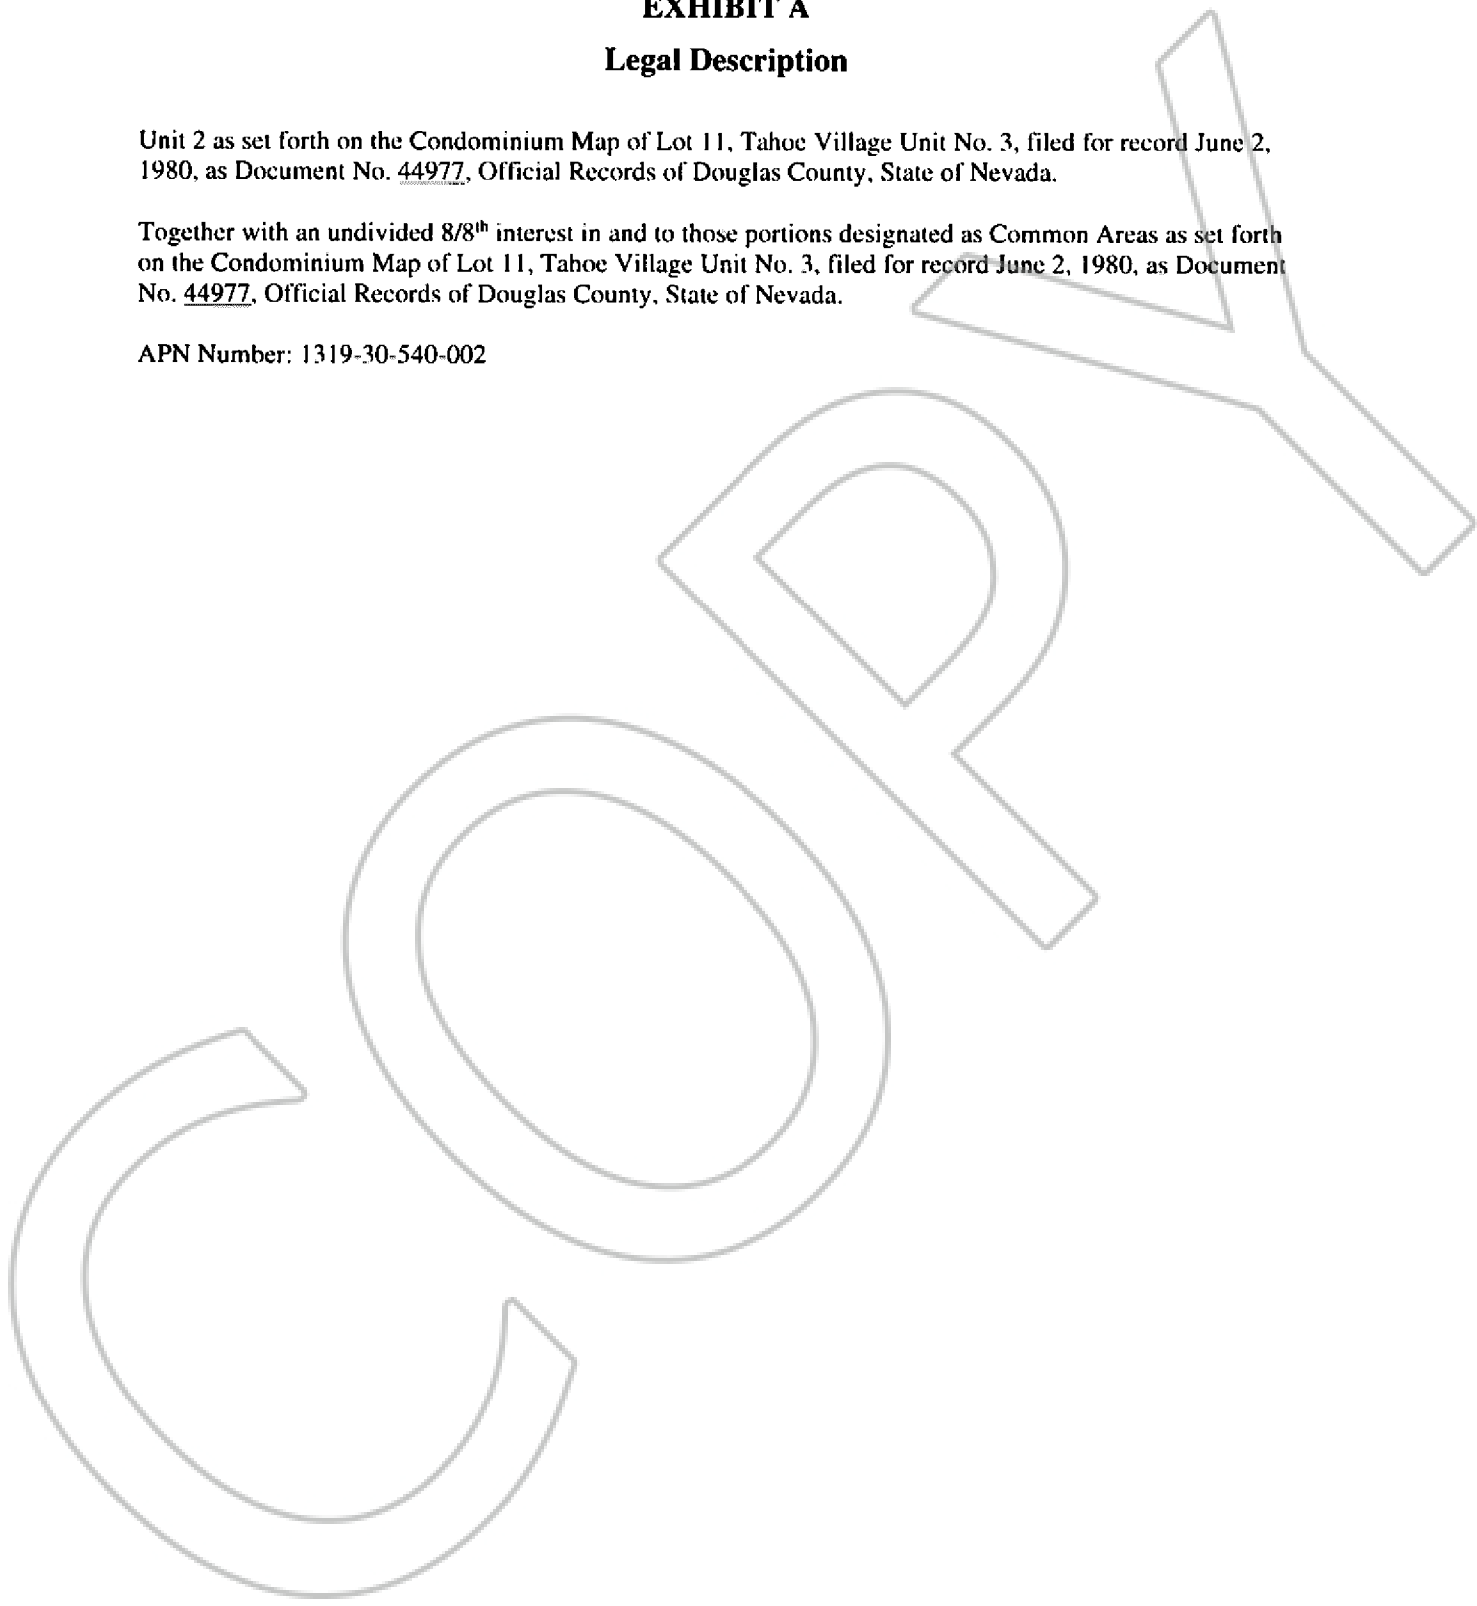 EXHIBIT A
Legal Description
Unit 2 as set forth on the Condominium Map of Lot 11, Tahoe Village Unit No. 3, filed for record June 2,
1980, as Document No. 44977, Official Records of Douglas County, State of Nevada.
Together with an undivided 8/8th interest in and to those portions designated as Common Areas as set forth
on the Condominium Map of Lot 11, Tahoe Village Unit No. 3, filed for record June 2, 1980, as Document
No. 44977, Official Records of Douglas County, State of Nevada.
APN Number: 1319-30-540-002
COPY